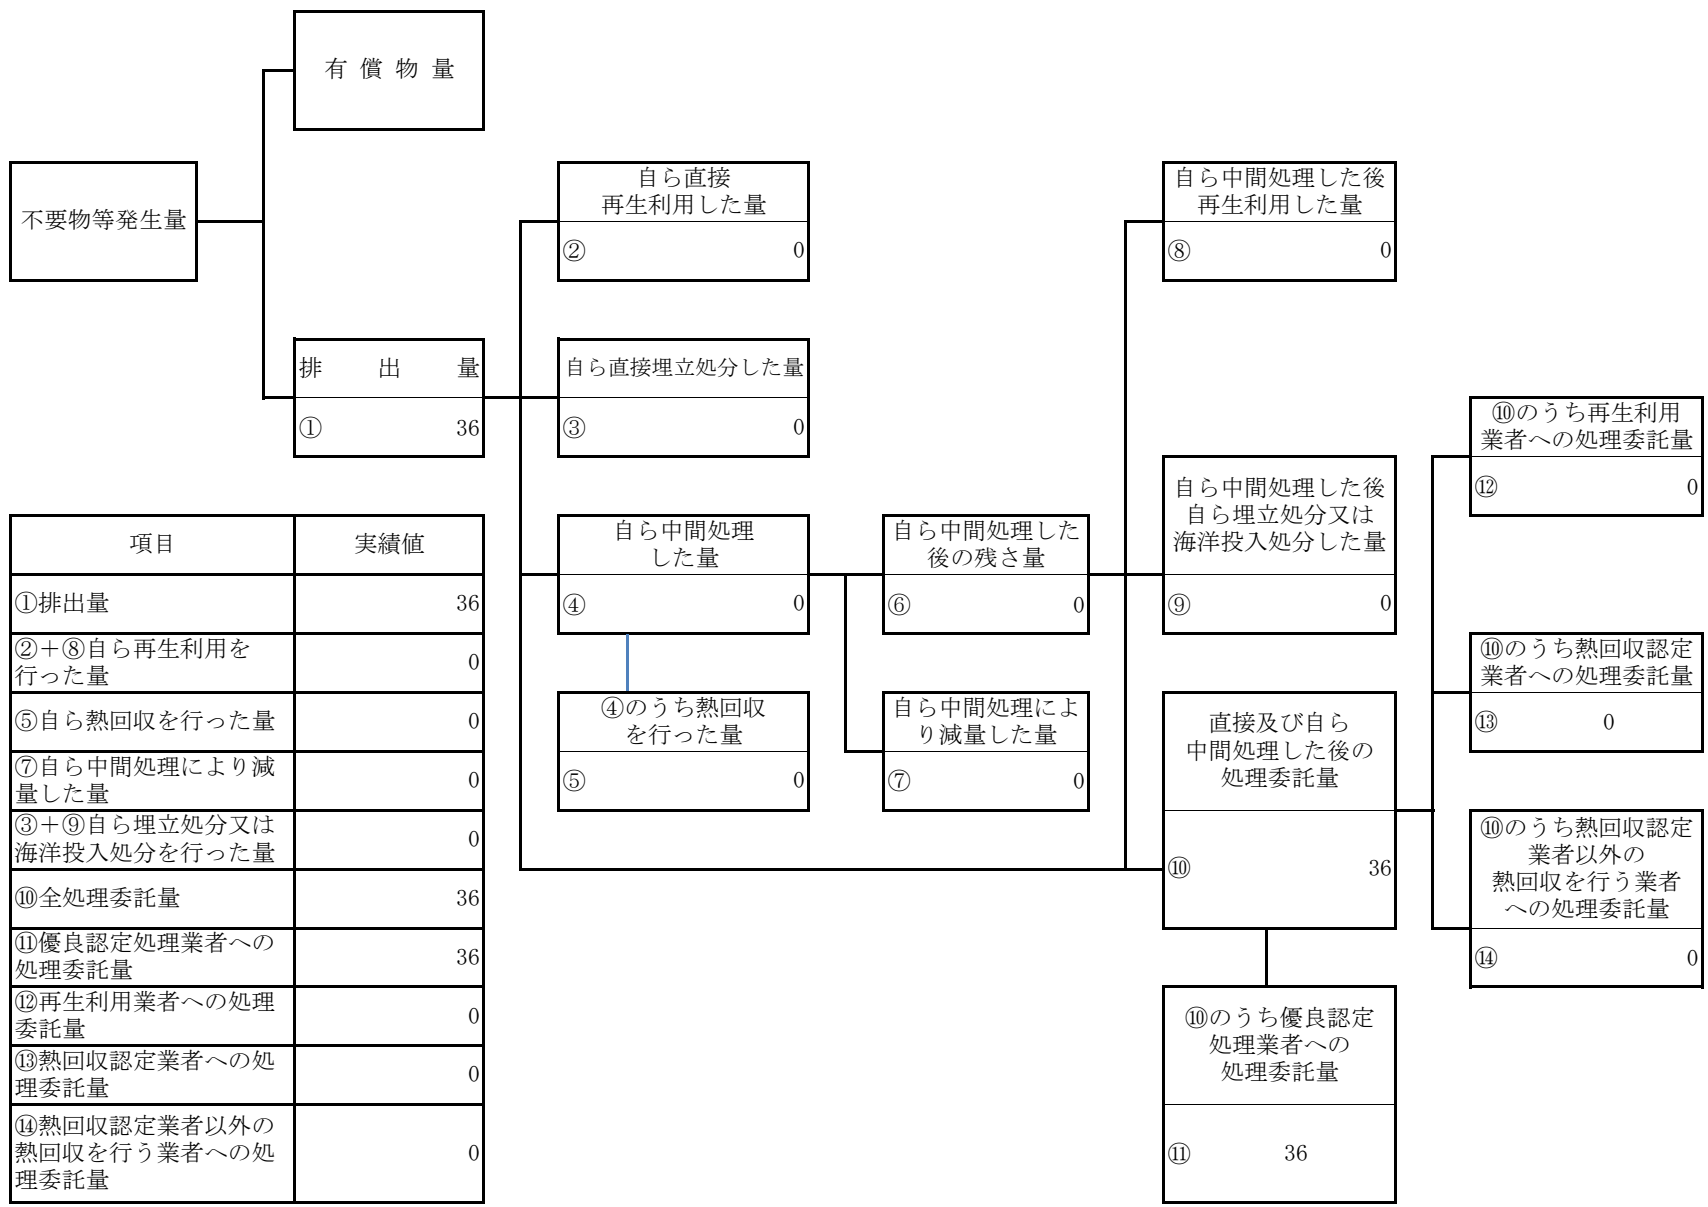 有償物量
不要物等発生量
自ら直接
再生利用した量
② 0
自ら中間処理した後
再生利用した量
⑧ 0
排出量
① 36
自ら直接埋立処分した量
③ 0
⑩のうち再生利用
業者への処理委託量
⑫ 0
自ら中間処理した後
自ら埋立処分又は
海洋投入処分した量
⑨ 0
自ら中間処理
した量
④ 0
自ら中間処理した
後の残さ量
⑥ 0
⑩のうち熱回収認定
業者への処理委託量
⑬ 0
④のうち熱回収
を行った量
⑤ 0
自ら中間処理によ
り減量した量
⑦ 0
直接及び自ら
中間処理した後の
処理委託量
⑩ 36
⑩のうち熱回収認定
業者以外の
熱回収を行う業者
への処理委託量
⑭ 0
⑩のうち優良認定
処理業者への
処理委託量
⑪ 36
項目 実績値
①排出量 36
②＋⑧自ら再生利用を
行った量 0
⑤自ら熱回収を行った量 0
⑦自ら中間処理により減
量した量 0
③＋⑨自ら埋立処分又は
海洋投入処分を行った量 0
⑩全処理委託量 36
⑪優良認定処理業者への
処理委託量 36
⑫再生利用業者への処理
委託量 0
⑬熱回収認定業者への処
理委託量 0
⑭熱回収認定業者以外の
熱回収を行う業者への処
理委託量 0